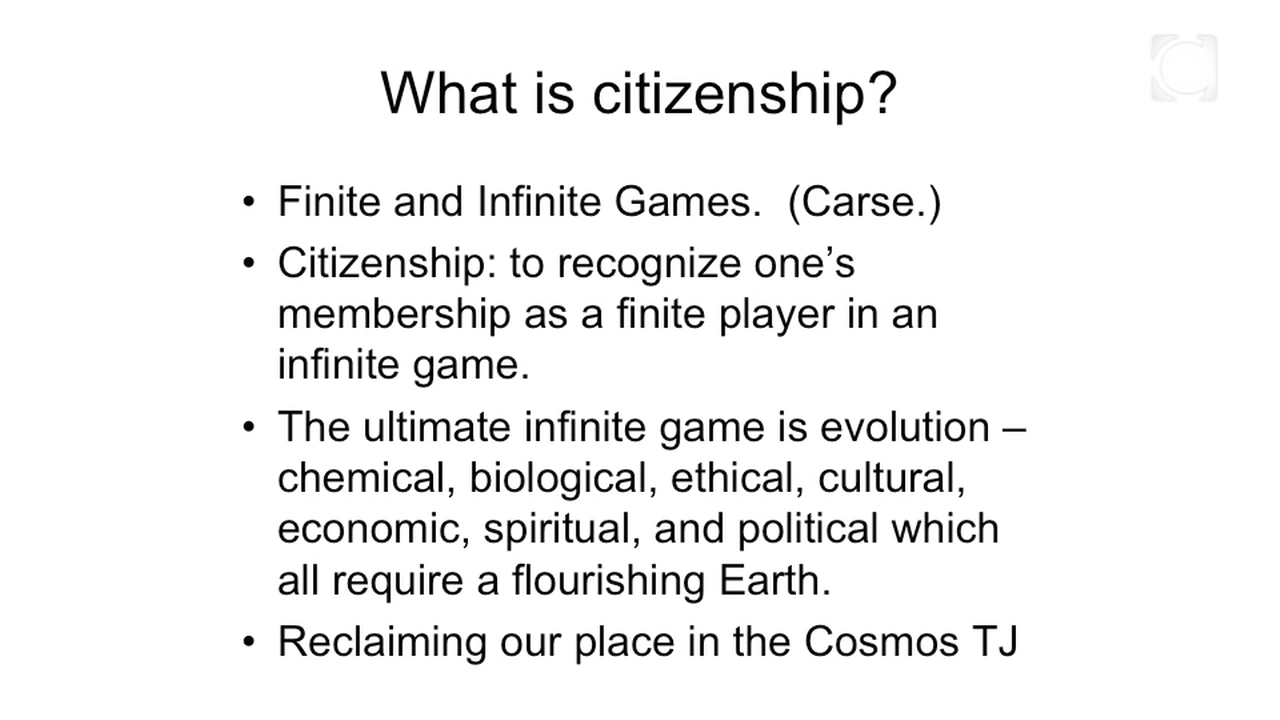 What is citizenship?
• Finite and Infinite Games.  (Carse.)
• Citizenship: to recognize one’s
membership as a finite player in an
infinite game.
• The ultimate infinite game is evolution –
chemical, biological, ethical, cultural,
economic, spiritual, and political which
all require a flourishing Earth.
• Reclaiming our place in the Cosmos TJ